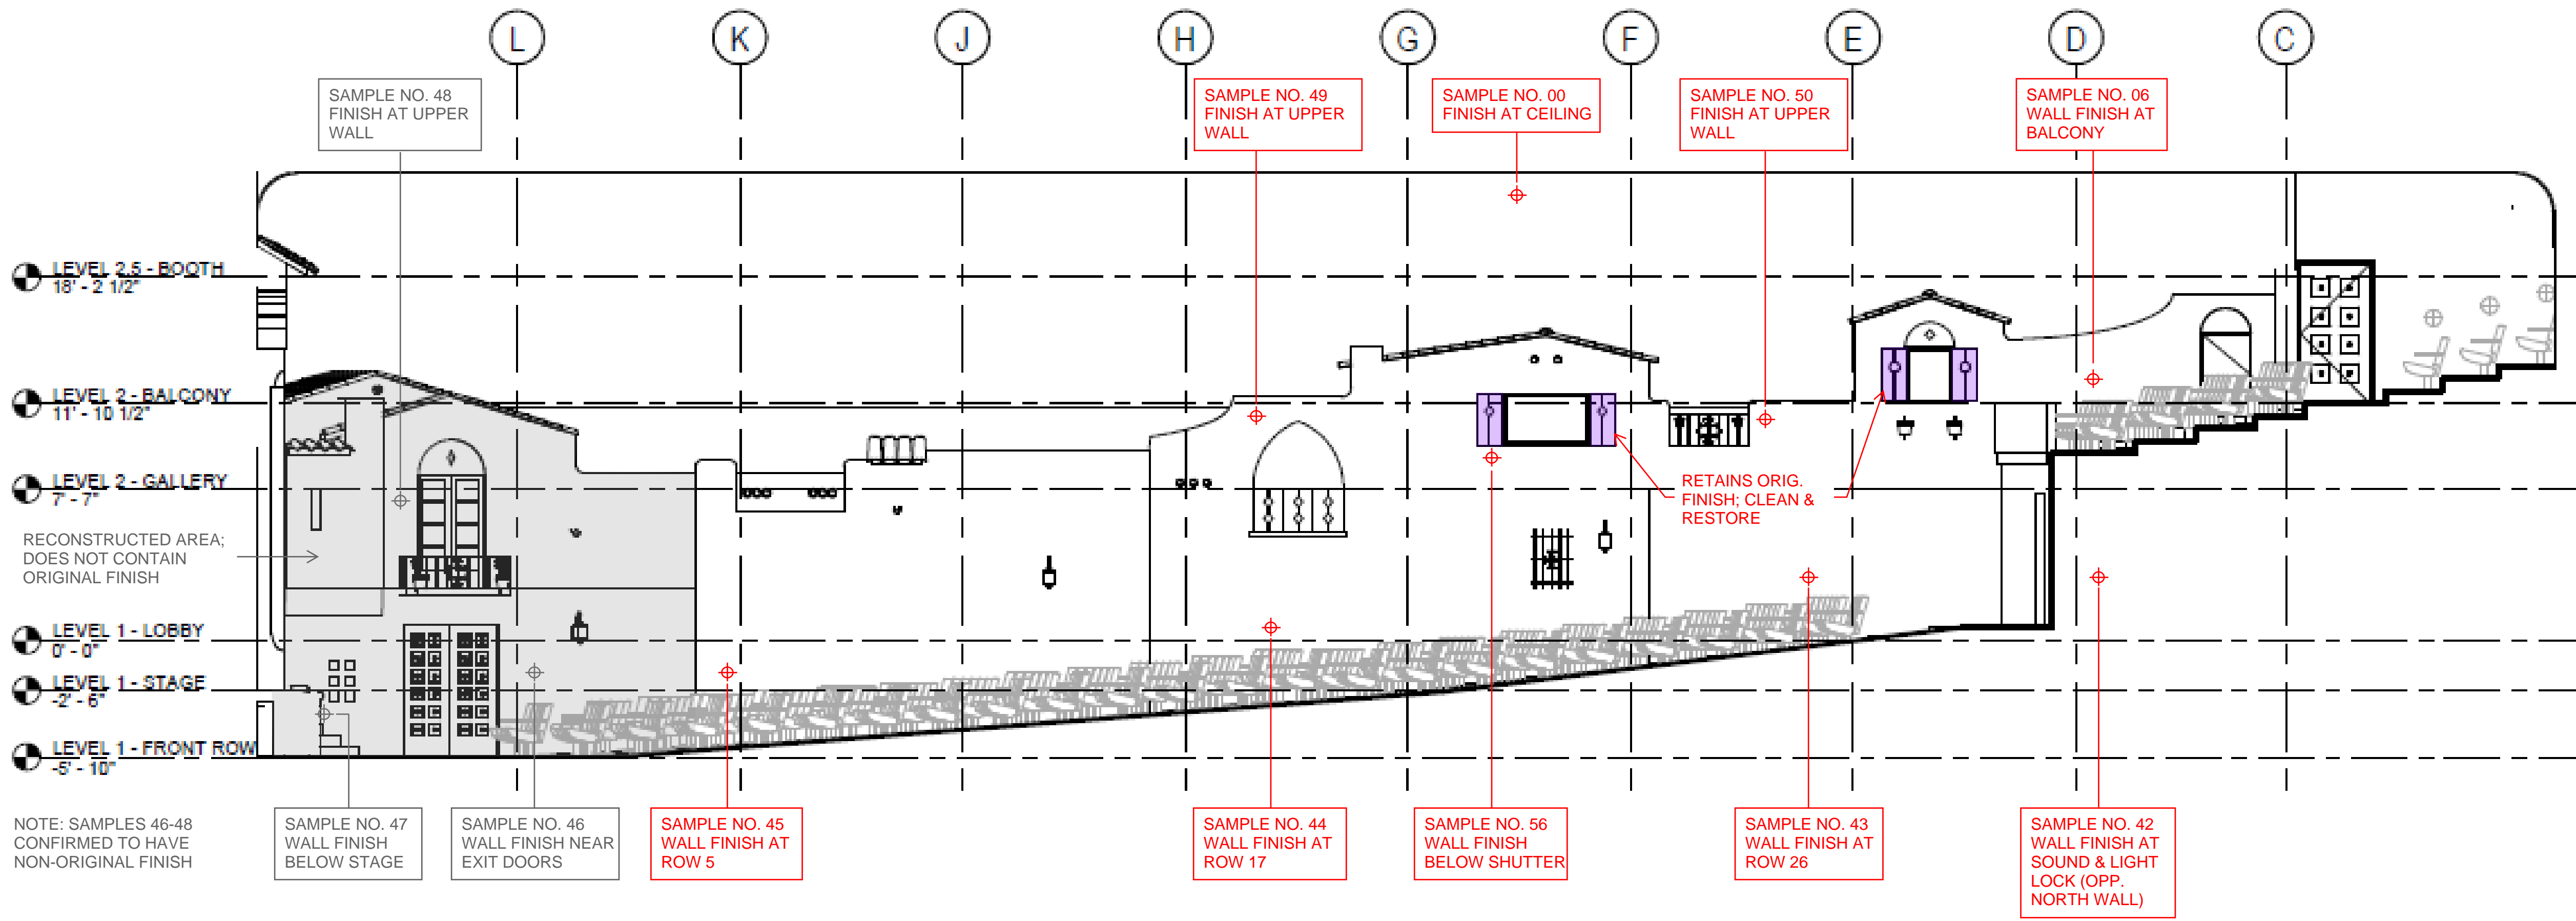 L
K
J
H
G
F
E
D
C
SAMPLE NO. 48
FINISH AT UPPER
WALL
SAMPLE NO. 49
FINISH AT UPPER
WALL
SAMPLE NO. 00
FINISH AT CEILING
SAMPLE NO. 50
FINISH AT UPPER
WALL
SAMPLE NO. 06
WALL FINISH AT
BALCONY
LEVEL 2.5 - BOOTH
18' - 2 1/2"
LEVEL 2 - BALCONY
11' - 10 1/2"
LEVEL 2 - GALLERY
7' - 7"
RETAINS ORIG.
FINISH; CLEAN &
RESTORE
RECONSTRUCTED AREA;
DOES NOT CONTAIN
ORIGINAL FINISH
LEVEL 1 - LOBBY
0' - 0"
LEVEL 1 - STAGE
-2' - 6"
LEVEL 1 - FRONT ROW
-5' - 10"
NOTE: SAMPLES 46-48
CONFIRMED TO HAVE
NON-ORIGINAL FINISH
SAMPLE NO. 47
WALL FINISH
BELOW STAGE
SAMPLE NO. 46
WALL FINISH NEAR
EXIT DOORS
SAMPLE NO. 45
WALL FINISH AT
ROW 5
SAMPLE NO. 44
WALL FINISH AT
ROW 17
SAMPLE NO. 56
WALL FINISH
BELOW SHUTTER
SAMPLE NO. 43
WALL FINISH AT
ROW 26
SAMPLE NO. 42
WALL FINISH AT
SOUND & LIGHT
LOCK (OPP.
NORTH WALL)